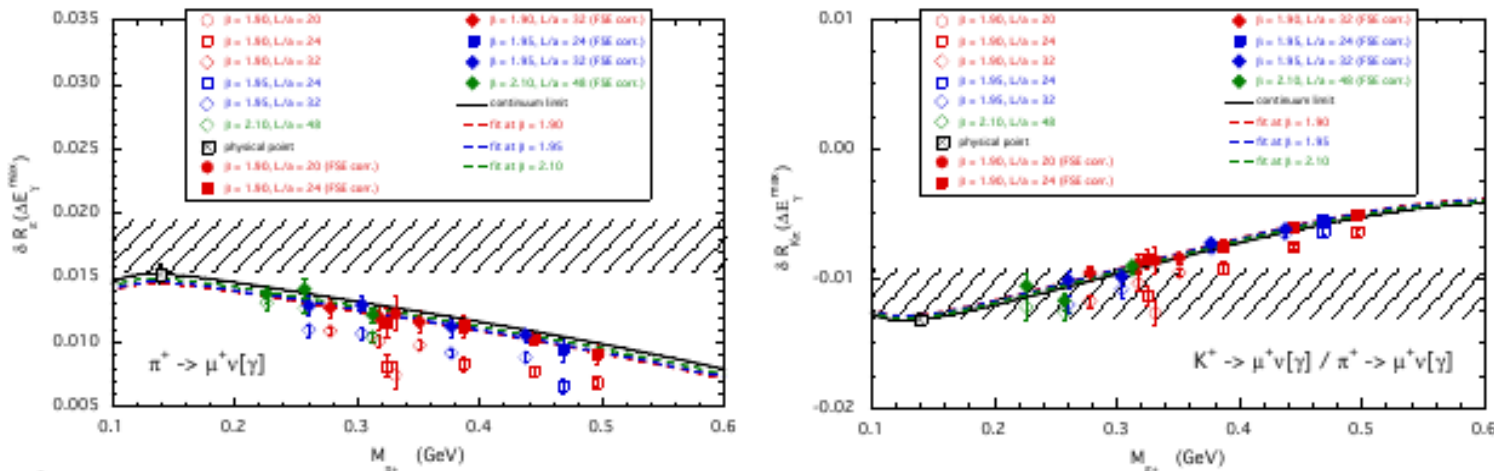 0.035
0.030
0.025
0.020
0.015
0.010
0.005
δ R_π (ΔE_γ^max)
β = 1.90, L/a = 20
β = 1.90, L/a = 24
β = 1.90, L/a = 32
β = 1.95, L/a = 24
β = 1.95, L/a = 32
β = 2.10, L/a = 48
physical point
β = 1.90, L/a = 20 (FSE corr.)
β = 1.90, L/a = 24 (FSE corr.)
β = 1.90, L/a = 32 (FSE corr.)
β = 1.95, L/a = 24 (FSE corr.)
β = 1.95, L/a = 32 (FSE corr.)
β = 2.10, L/a = 48 (FSE corr.)
continuum limit
fit at β = 1.90
fit at β = 1.95
fit at β = 2.10
π⁺ -> μ⁺ν[γ]
0.1 0.2 0.3 0.4 0.5 0.6
M (GeV)
0.01
0.00
-0.01
-0.02
δ R_Kπ (ΔE_γ^max)
β = 1.90, L/a = 20
β = 1.90, L/a = 24
β = 1.90, L/a = 32
β = 1.95, L/a = 24
β = 1.95, L/a = 32
β = 2.10, L/a = 48
physical point
β = 1.90, L/a = 20 (FSE corr.)
β = 1.90, L/a = 24 (FSE corr.)
β = 1.90, L/a = 32 (FSE corr.)
β = 1.95, L/a = 24 (FSE corr.)
β = 1.95, L/a = 32 (FSE corr.)
β = 2.10, L/a = 48 (FSE corr.)
continuum limit
fit at β = 1.90
fit at β = 1.95
fit at β = 2.10
K⁺ -> μ⁺ν[γ] / π⁺ -> μ⁺ν[γ]
0.1 0.2 0.3 0.4 0.5 0.6
M (GeV)